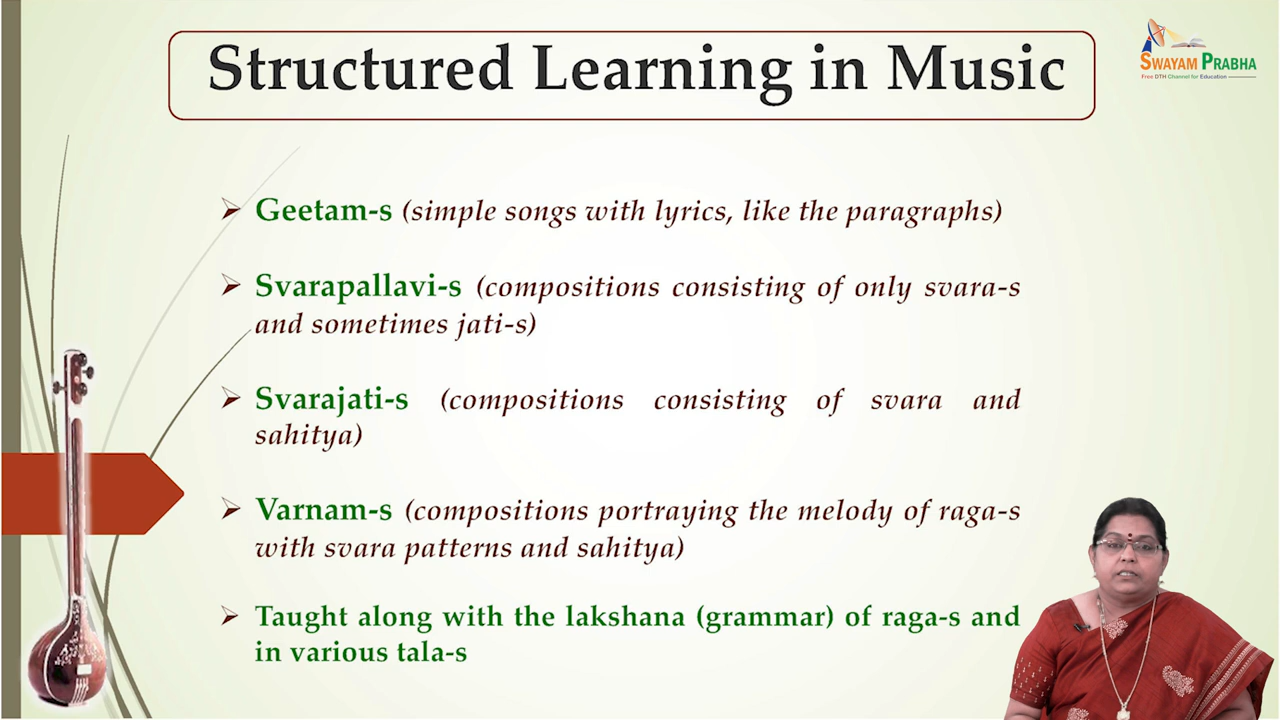 Structured Learning in Music
SWAYAM PRABHA
Free DTH Channel for Education
Geetam-s (simple songs with lyrics, like the paragraphs)
Svarapallavi-s (compositions consisting of only svara-s
and sometimes jati-s)
Svarajati-s (compositions consisting of svara and
sahitya)
Varnam-s (compositions portraying the melody of raga-s
with svara patterns and sahitya)
Taught along with the lakshana (grammar) of raga-s and
in various tala-s